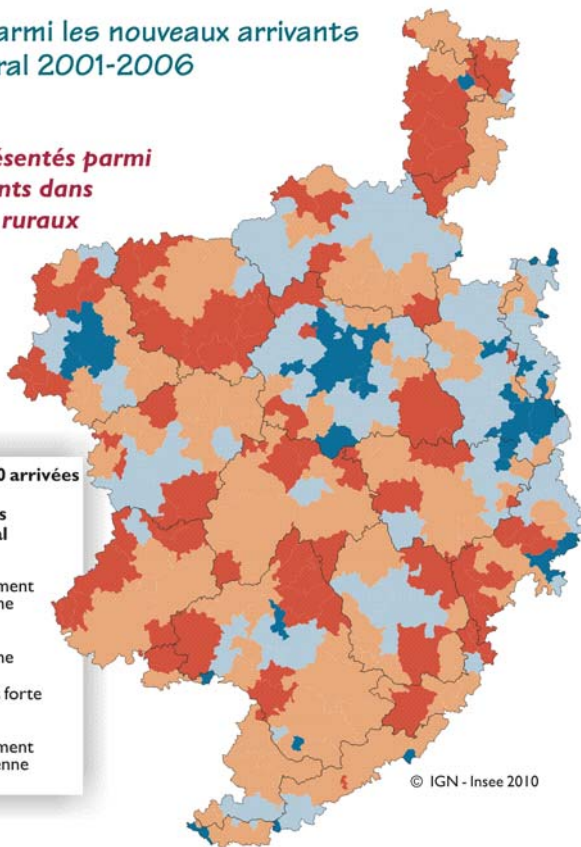 armi les nouveaux arrivants
ral 2001-2006
ésentés parmi
nts dans
ruraux
0 arrivées
s
al
ment
ne
ne
forte
ment
enne
© IGN - Insee 2010